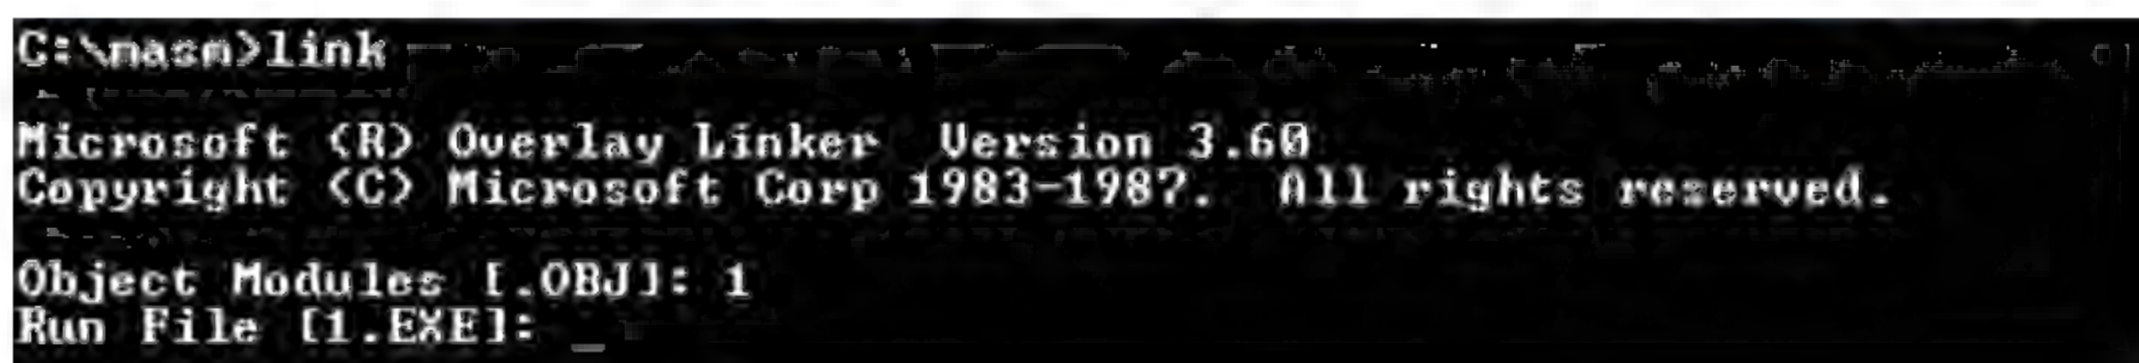 C:\masm>link
Microsoft (R) Overlay Linker  Version 3.60
Copyright (C) Microsoft Corp 1983-1987.  All rights reserved.
Object Modules [.OBJ]: 1
Run File [1.EXE]: _